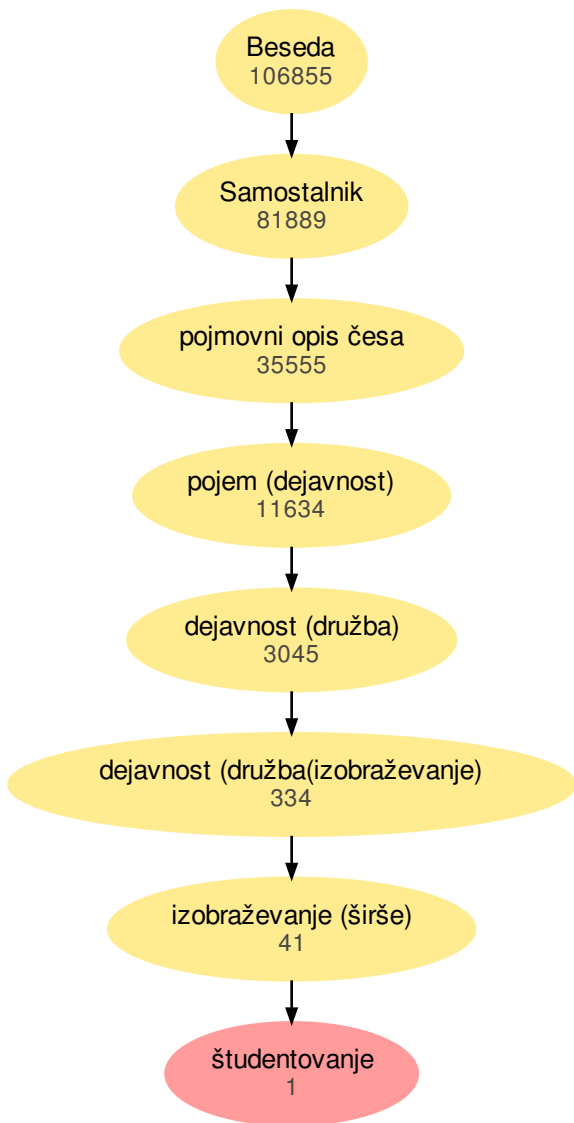 Beseda
106855
Samostalnik
81889
pojmovni opis česa
35555
pojem (dejavnost)
11634
dejavnost (družba)
3045
dejavnost (družba(izobraževanje)
334
izobraževanje (širše)
41
študentovanje
1